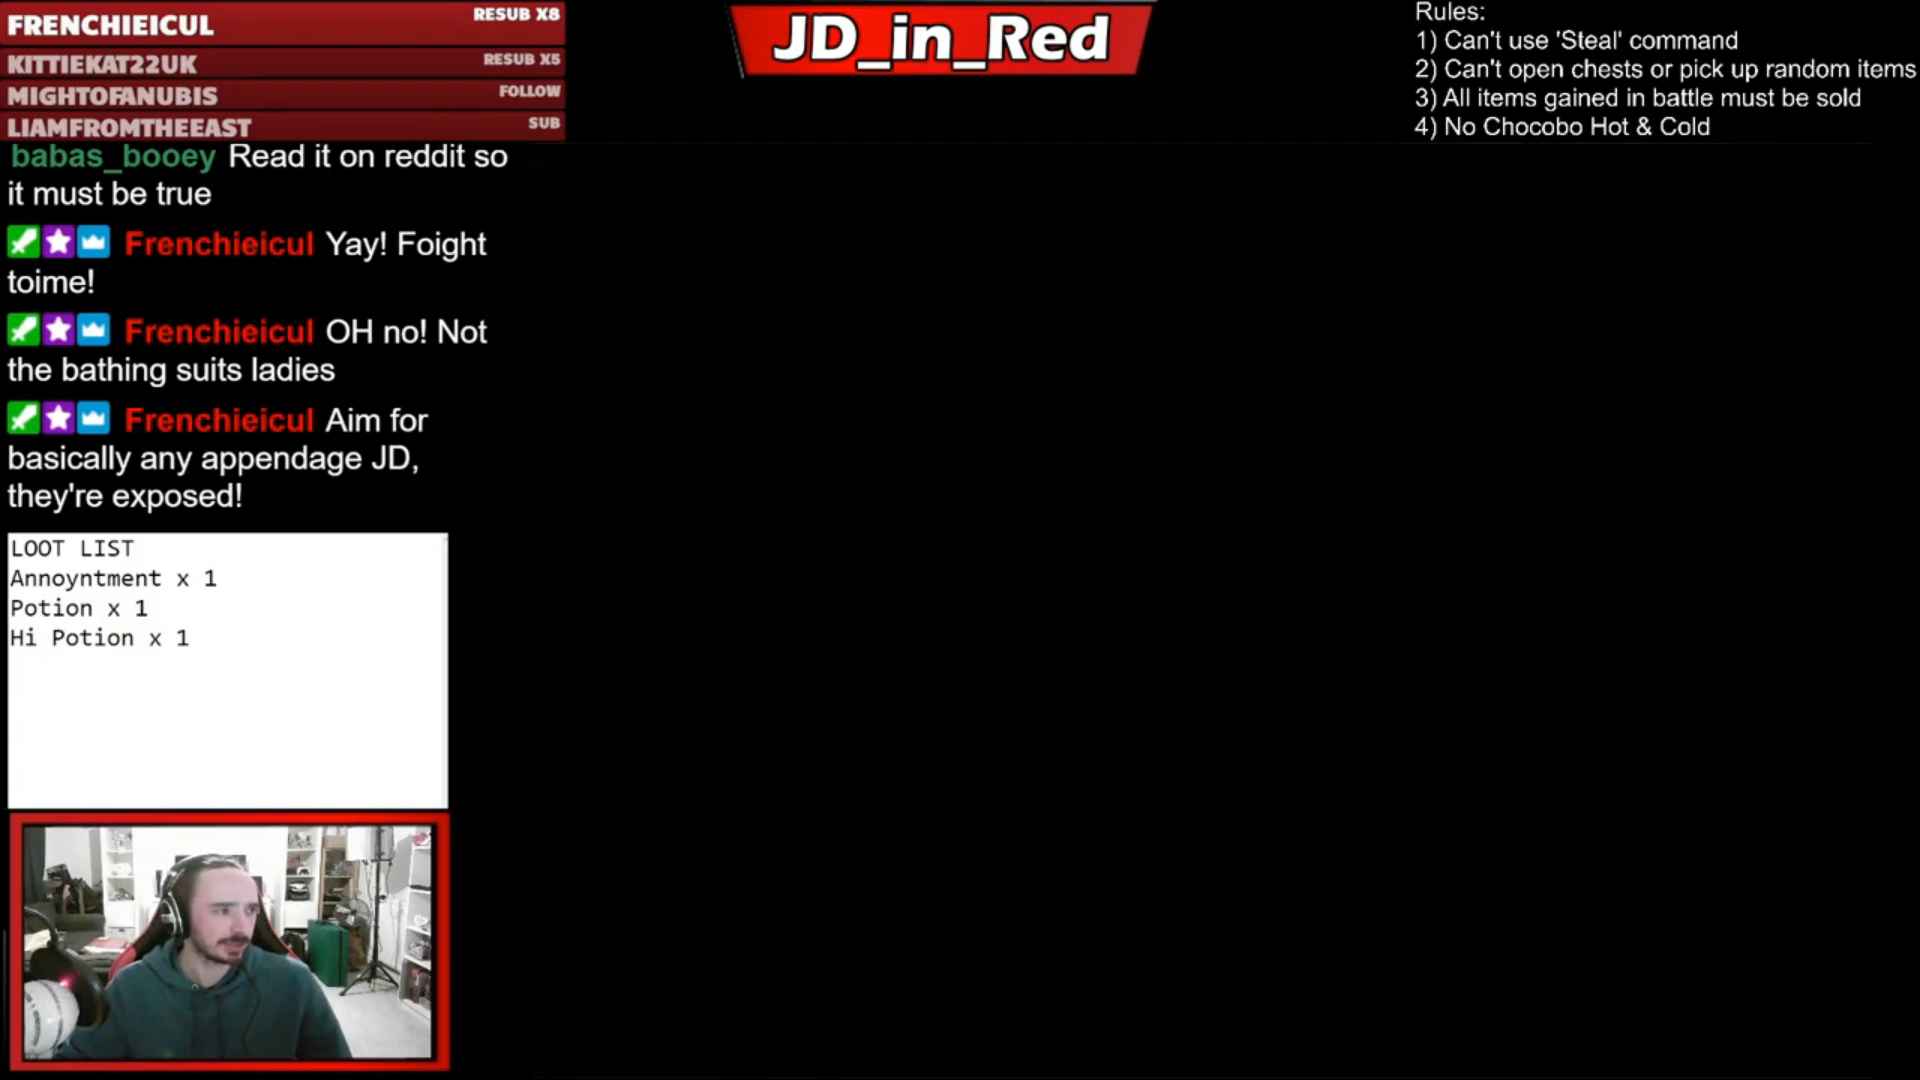 FRENCHIEICUL RESUB X8
KITTIEKAT22UK RESUB X5
MIGHTOFANUBIS FOLLOW
LIAMFROMTHEEAST SUB
babas_booey Read it on reddit so
it must be true
Frenchieicul Yay! Foight
toime!
Frenchieicul OH no! Not
the bathing suits ladies
Frenchieicul Aim for
basically any appendage JD,
they're exposed!
LOOT LIST
Annoyntment x 1
Potion x 1
Hi Potion x 1
JD_in_Red
Rules:
1) Can't use 'Steal' command
2) Can't open chests or pick up random items
3) All items gained in battle must be sold
4) No Chocobo Hot & Cold